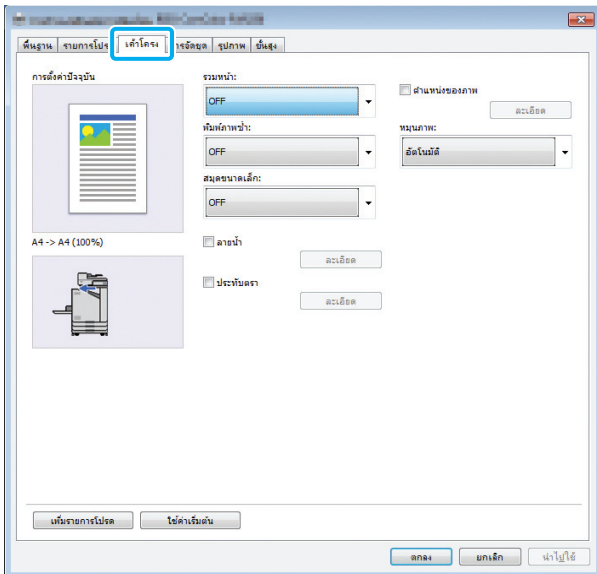 พื้นฐาน รายการโปร เค้าโครง ารจัดชุด รูปภาพ ขั้นสูง
การตั้งค่าปัจจุบัน
A4 -> A4 (100%)
รวมหน้า:
OFF
พิมพ์ภาพซ้ำ:
OFF
สมุดขนาดเล็ก:
OFF
ลายน้ำ
ละเอียด
ประทับตรา
ละเอียด
ตำแหน่งของภาพ
ละเอียด
หมุนภาพ:
อัตโนมัติ
เพิ่มรายการโปรด ใช้ค่าเริ่มต้น
ตกลง ยกเลิก นำไปใช้